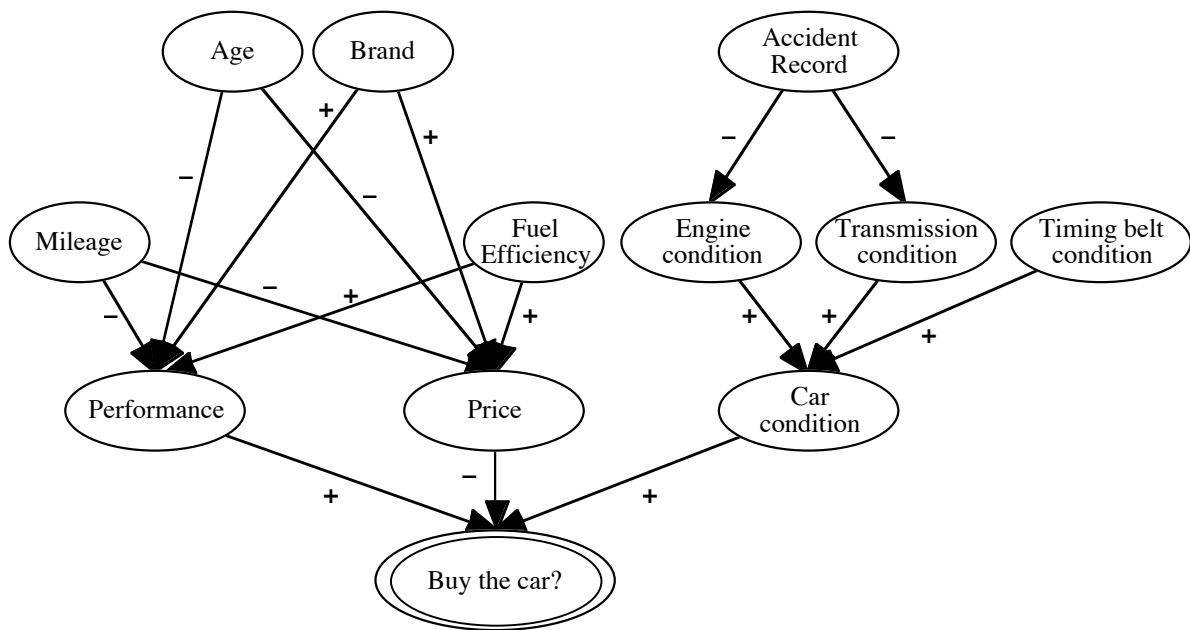 Age
Brand
Accident
Record
+
+
–
–
–
–
Mileage
Fuel
Efficiency
Engine
condition
Transmission
condition
Timing belt
condition
–
–
+
+
+
+
+
Performance
Price
Car
condition
+
–
+
Buy the car?